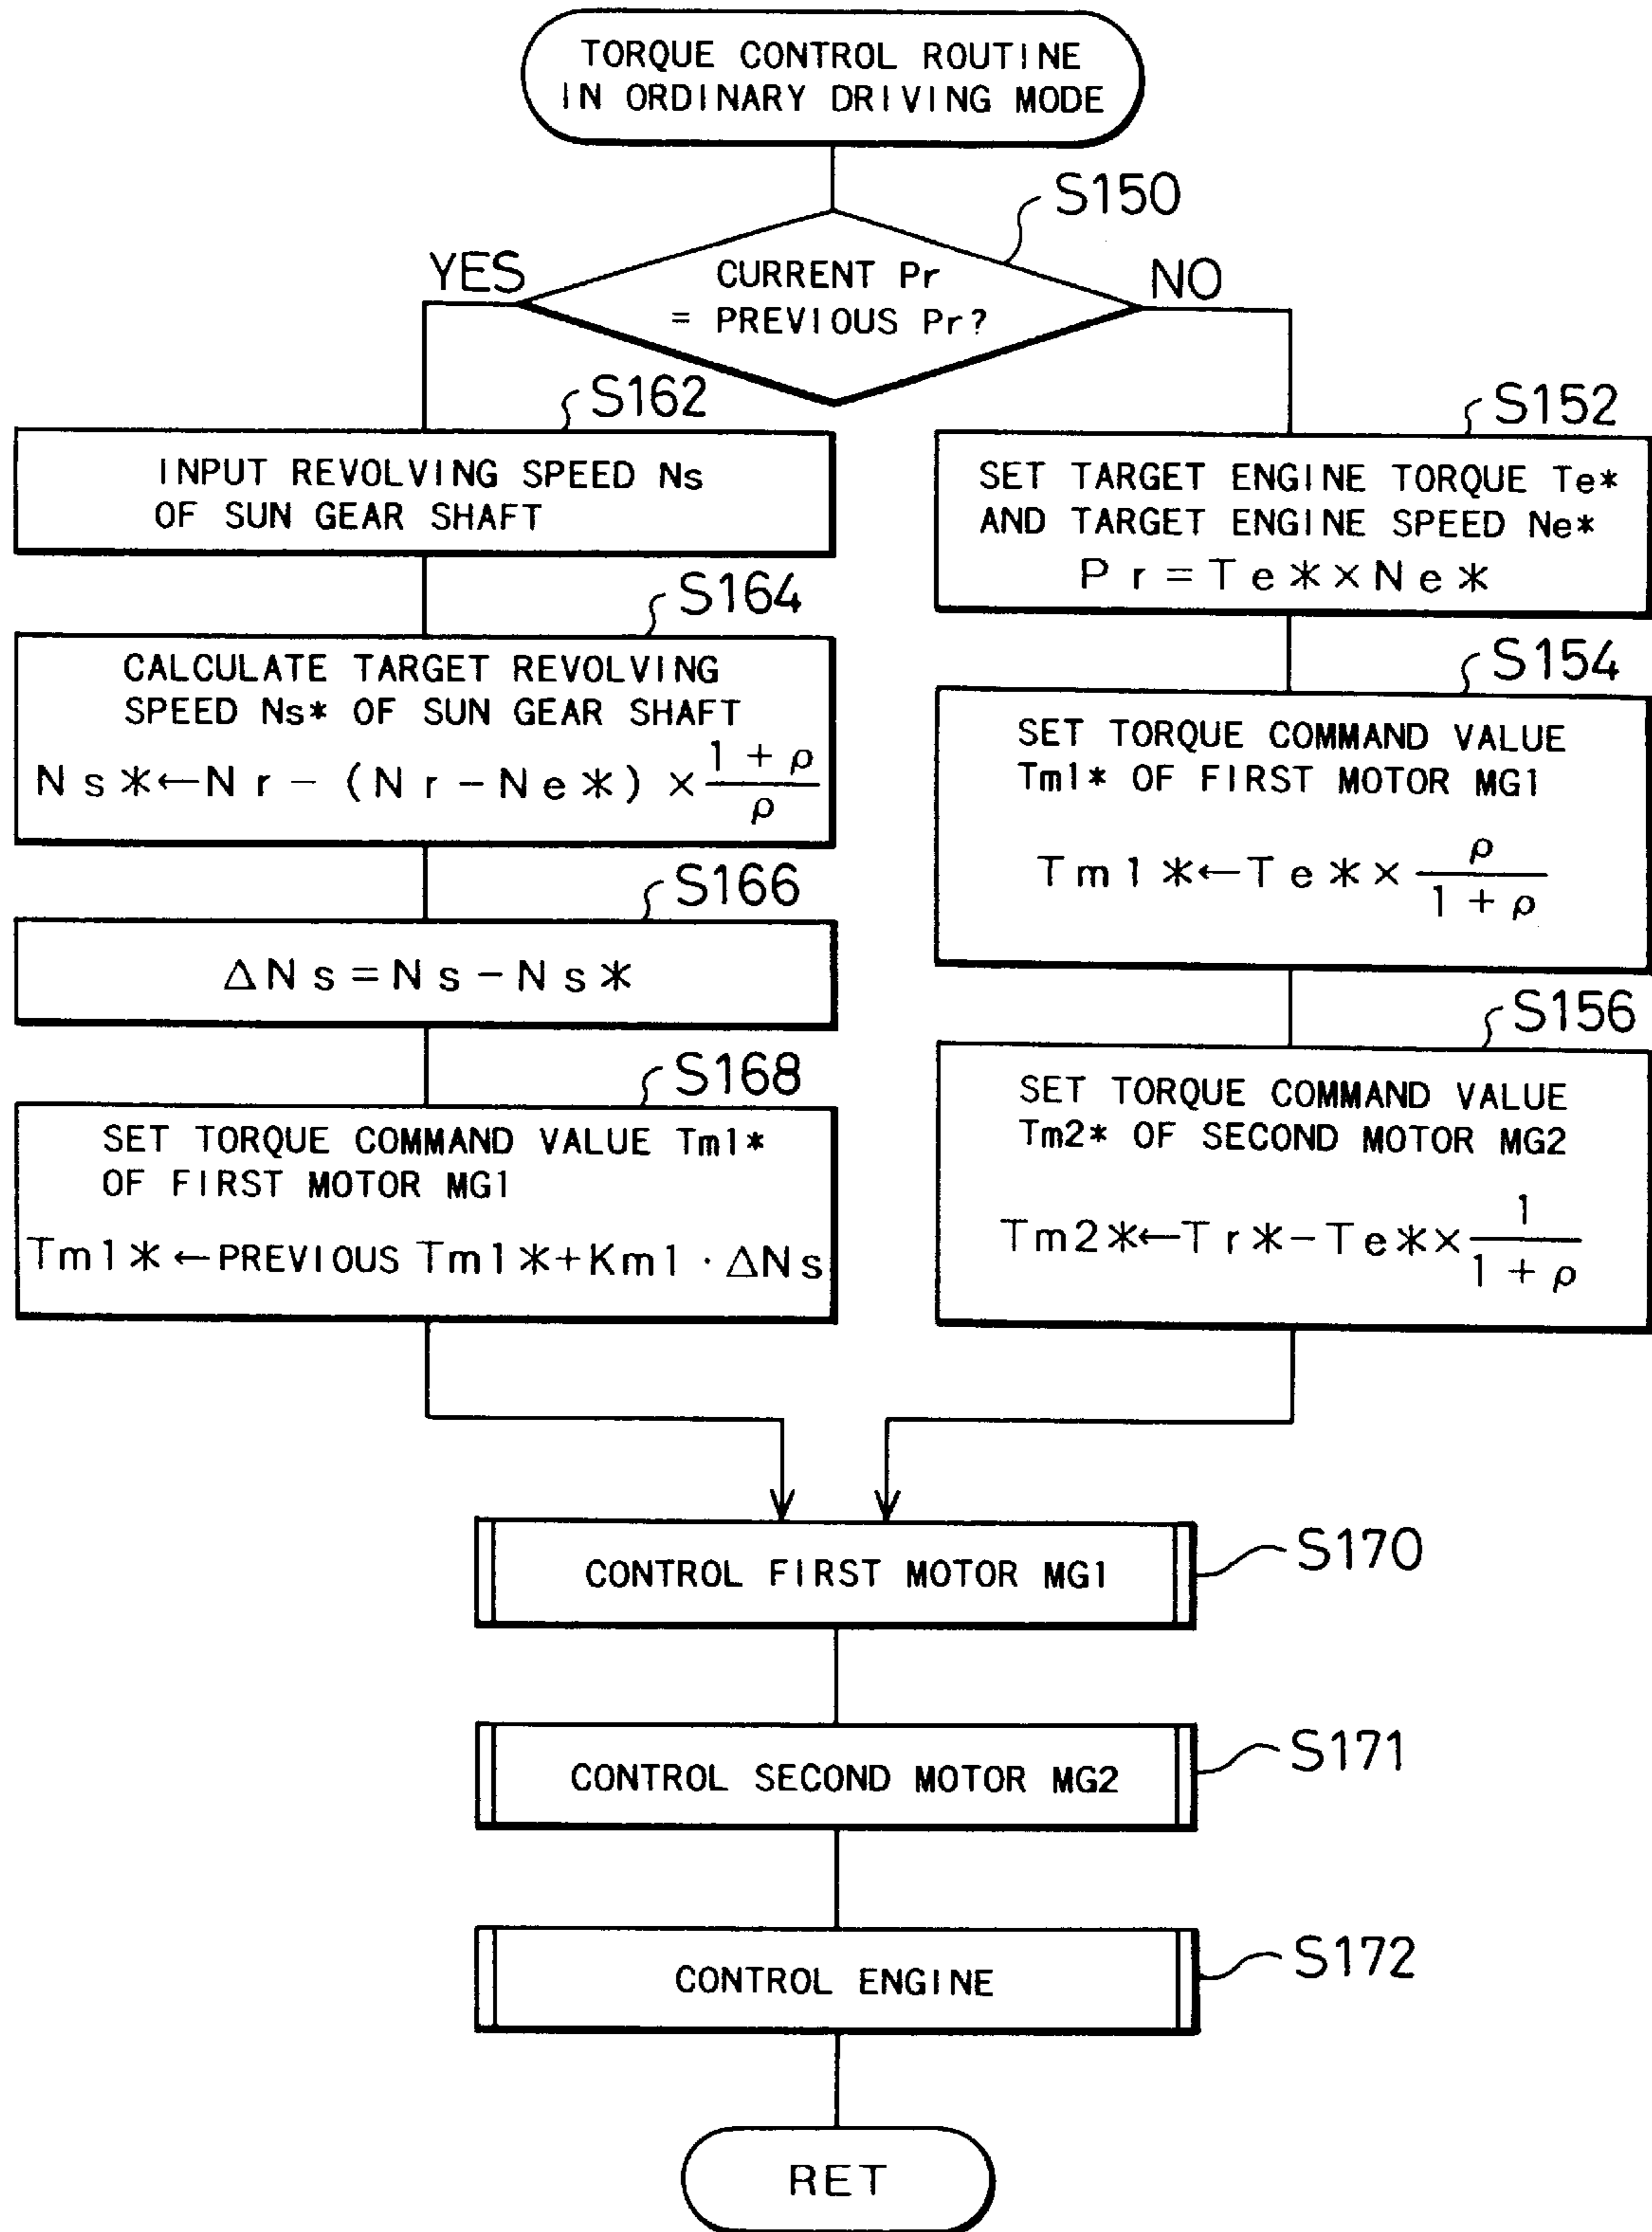 TORQUE CONTROL ROUTINE
IN ORDINARY DRIVING MODE
S150
YES
CURRENT Pr
= PREVIOUS Pr?
NO
S162
INPUT REVOLVING SPEED Ns
OF SUN GEAR SHAFT
S164
CALCULATE TARGET REVOLVING
SPEED Ns* OF SUN GEAR SHAFT
Ns*←Nr-(Nr-Ne*)×(1+ρ)/ρ
S166
ΔNs=Ns-Ns*
S168
SET TORQUE COMMAND VALUE Tm1*
OF FIRST MOTOR MG1
Tm1*←PREVIOUS Tm1*+Km1·ΔNs
S152
SET TARGET ENGINE TORQUE Te*
AND TARGET ENGINE SPEED Ne*
Pr=Te*×Ne*
S154
SET TORQUE COMMAND VALUE
Tm1* OF FIRST MOTOR MG1
Tm1*←Te*×ρ/(1+ρ)
S156
SET TORQUE COMMAND VALUE
Tm2* OF SECOND MOTOR MG2
Tm2*←Tr*-Te*×1/(1+ρ)
CONTROL FIRST MOTOR MG1
S170
CONTROL SECOND MOTOR MG2
S171
CONTROL ENGINE
S172
RET